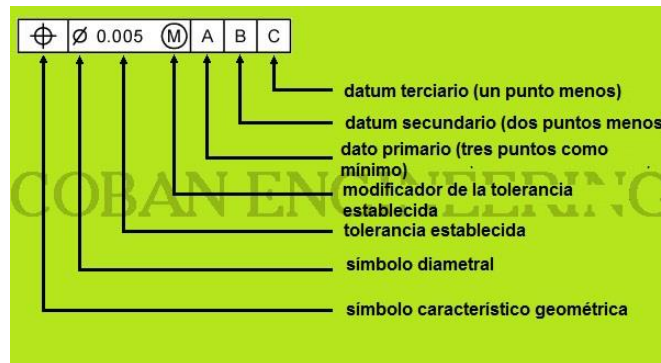 ⌖ Ø 0.005 Ⓜ A B C
datum terciario (un punto menos)
datum secundario (dos puntos menos
dato primario (tres puntos como
mínimo)
modificador de la tolerancia
establecida
tolerancia establecida
símbolo diametral
símbolo característico geométrica
COBAN ENGINEERING